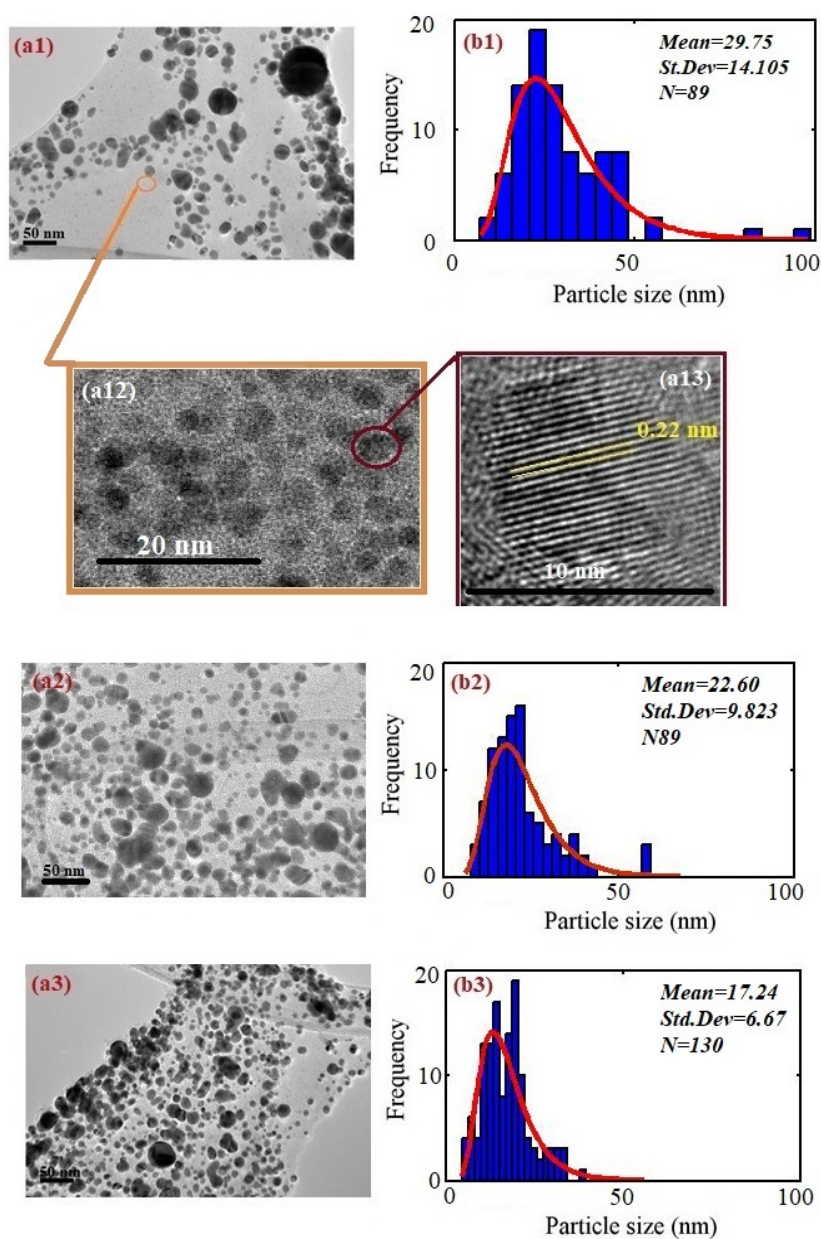 (a1)
50 nm
(b1)
Mean=29.75
St.Dev=14.105
N=89
20
10
0
Frequency
0 50 100
Particle size (nm)
(a12)
20 nm
(a13)
0.22 nm
10 nm
(a2)
50 nm
(b2)
Mean=22.60
Std.Dev=9.823
N89
20
10
0
Frequency
0 50 100
Particle size (nm)
(a3)
50 nm
(b3)
Mean=17.24
Std.Dev=6.67
N=130
20
10
0
Frequency
0 50 100
Particle size (nm)